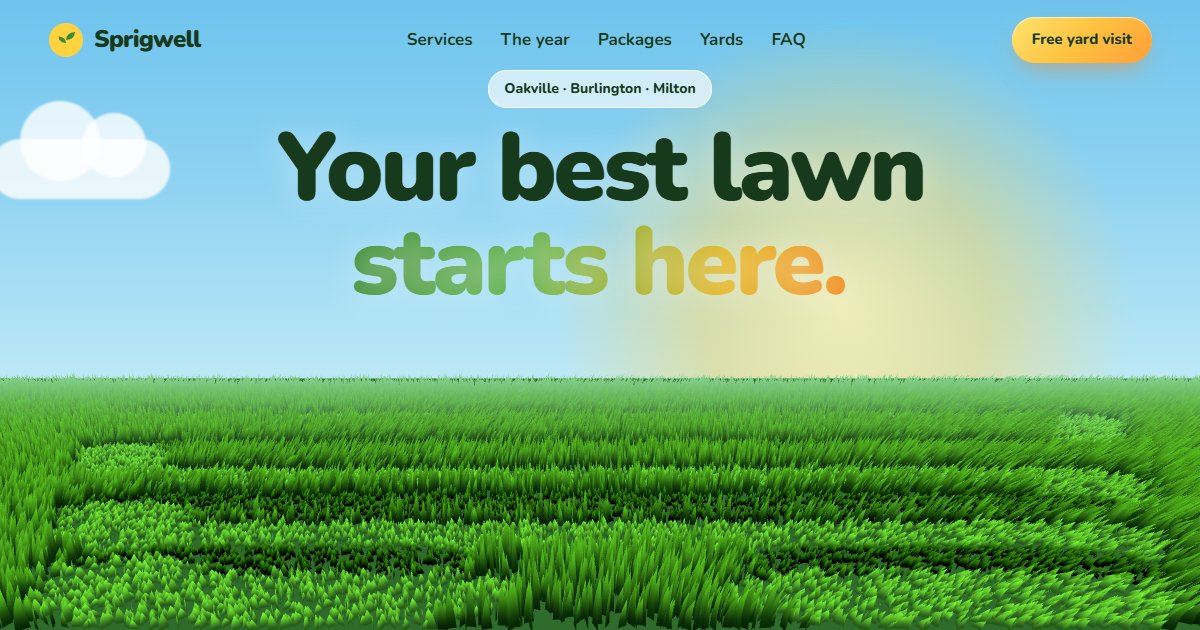 Sprigwell
Services
The year
Packages
Yards
FAQ
Free yard visit
Oakville · Burlington · Milton
Your best lawn
starts here.